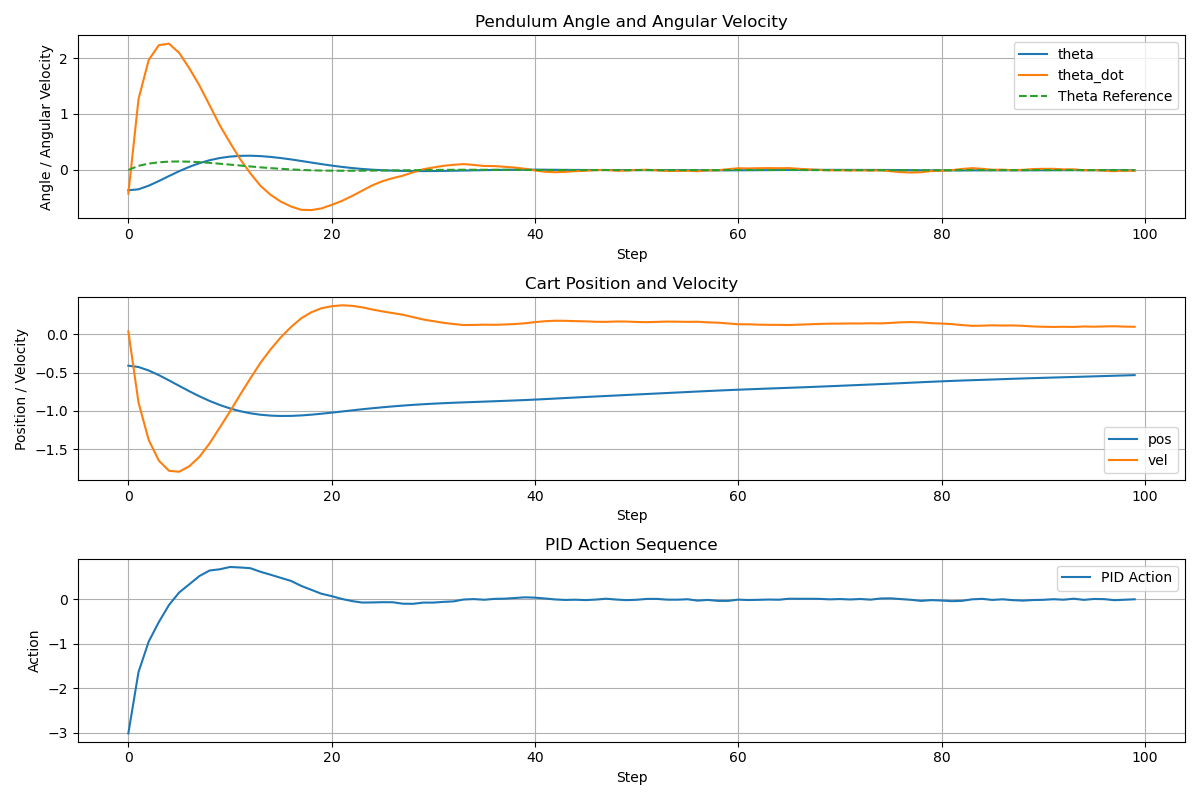 Pendulum Angle and Angular Velocity
Angle / Angular Velocity
2
1
0
theta
theta_dot
Theta Reference
0 20 40 60 80 100
Step
Cart Position and Velocity
Position / Velocity
0.0
−0.5
−1.0
−1.5
pos
vel
0 20 40 60 80 100
Step
PID Action Sequence
Action
0
−1
−2
−3
PID Action
0 20 40 60 80 100
Step